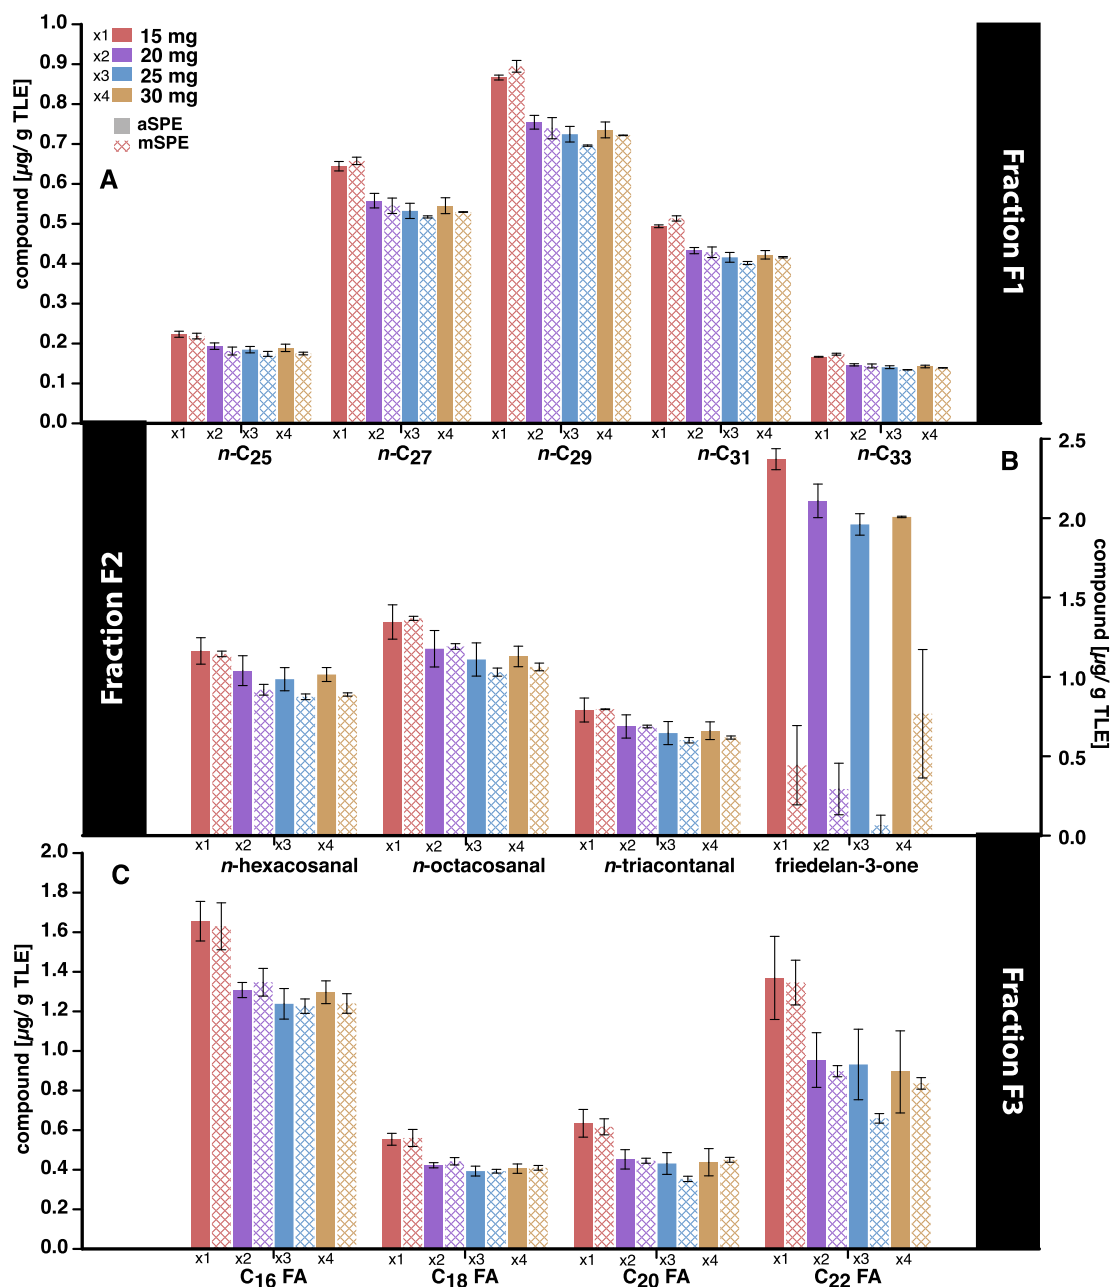 1.0
0.9
0.8
0.7
0.6
0.5
0.4
0.3
0.2
0.1
0.0
compound [µg/ g TLE]
x1 15 mg
x2 20 mg
x3 25 mg
x4 30 mg
aSPE
mSPE
A
Fraction F1
x1 x2 x3 x4 x1 x2 x3 x4 x1 x2 x3 x4 x1 x2 x3 x4 x1 x2 x3 x4
n-C25 n-C27 n-C29 n-C31 n-C33
B
Fraction F2
2.5
2.0
1.5
1.0
0.5
0.0
compound [µg/ g TLE]
x1 x2 x3 x4 x1 x2 x3 x4 x1 x2 x3 x4 x1 x2 x3 x4
n-hexacosanal n-octacosanal n-triacontanal friedelan-3-one
C
2.0
1.6
1.4
1.2
1.0
0.8
0.6
0.4
0.2
0.0
compound [µg/ g TLE]
Fraction F3
x1 x2 x3 x4 x1 x2 x3 x4 x1 x2 x3 x4 x1 x2 x3 x4
C16 FA C18 FA C20 FA C22 FA